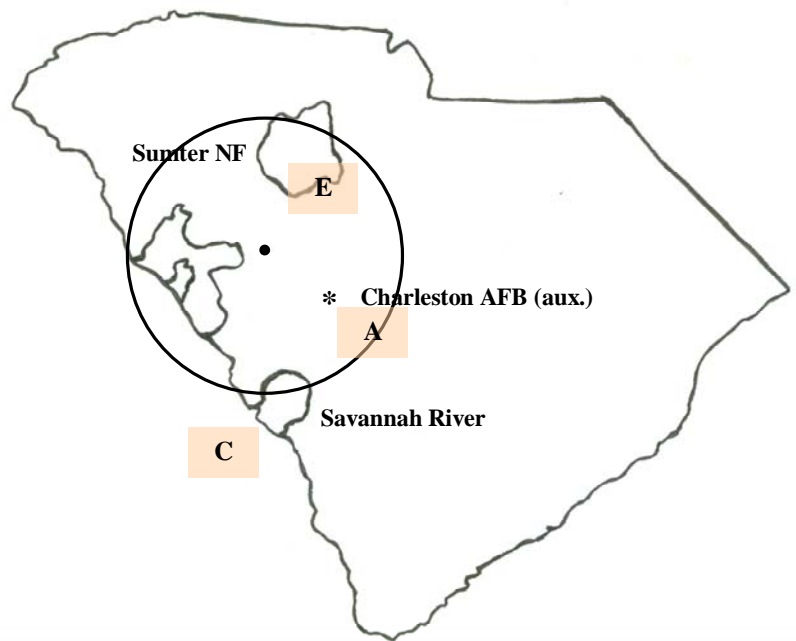 Sumter NF
E
* Charleston AFB (aux.)
A
Savannah River
C